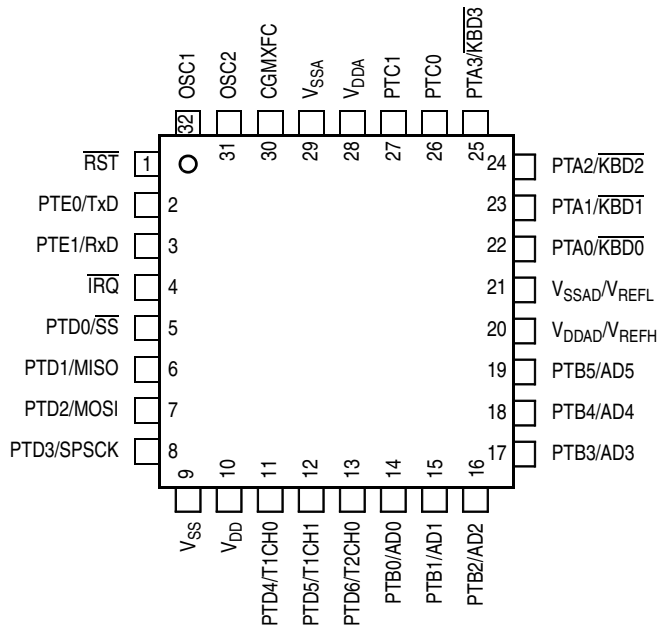 OSC1
OSC2
CGMXFC
VSSA
VDDA
PTC1
PTC0
PTA3/KBD3
32
31
30
29
28
27
26
25
RST 1
PTE0/TxD 2
PTE1/RxD 3
IRQ 4
PTD0/SS 5
PTD1/MISO 6
PTD2/MOSI 7
PTD3/SPSCK 8
24 PTA2/KBD2
23 PTA1/KBD1
22 PTA0/KBD0
21 VSSAD/VREFL
20 VDDAD/VREFH
19 PTB5/AD5
18 PTB4/AD4
17 PTB3/AD3
9
10
11
12
13
14
15
16
VSS
VDD
PTD4/T1CH0
PTD5/T1CH1
PTD6/T2CH0
PTB0/AD0
PTB1/AD1
PTB2/AD2